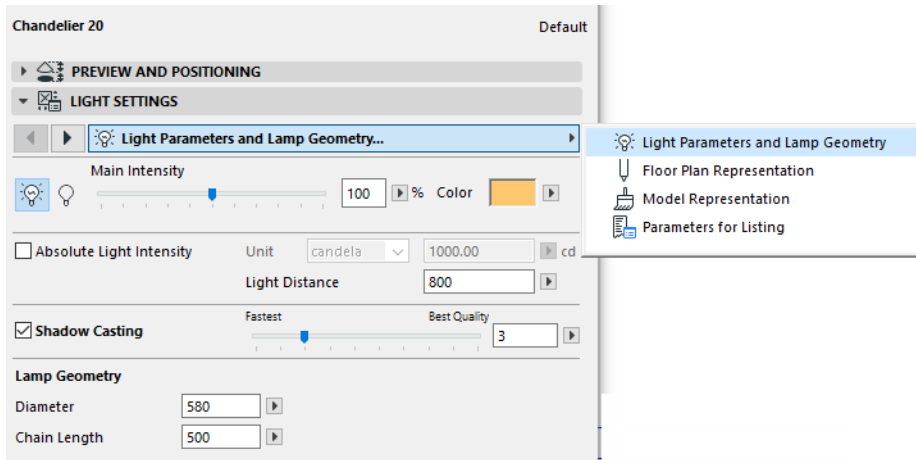 Chandelier 20 Default
PREVIEW AND POSITIONING
LIGHT SETTINGS
Light Parameters and Lamp Geometry...
Light Parameters and Lamp Geometry
Floor Plan Representation
Model Representation
Parameters for Listing
Main Intensity
100 % Color
Absolute Light Intensity Unit candela 1000.00 cd
Light Distance 800
Fastest Best Quality
Shadow Casting 3
Lamp Geometry
Diameter 580
Chain Length 500